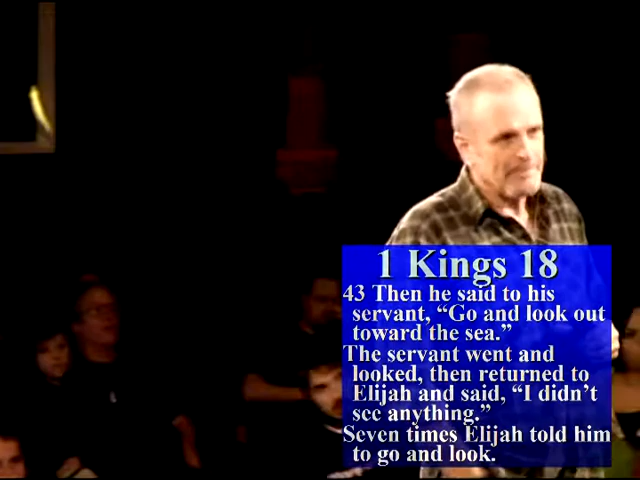 1 Kings 18
43 Then he said to his
servant, “Go and look out
toward the sea.”
The servant went and
looked, then returned to
Elijah and said, “I didn’t
see anything.”
Seven times Elijah told him
to go and look.